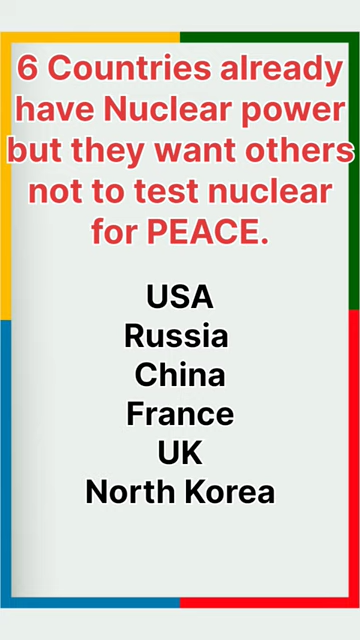 6 Countries already
have Nuclear power
but they want others
not to test nuclear
for PEACE.
USA
Russia
China
France
UK
North Korea